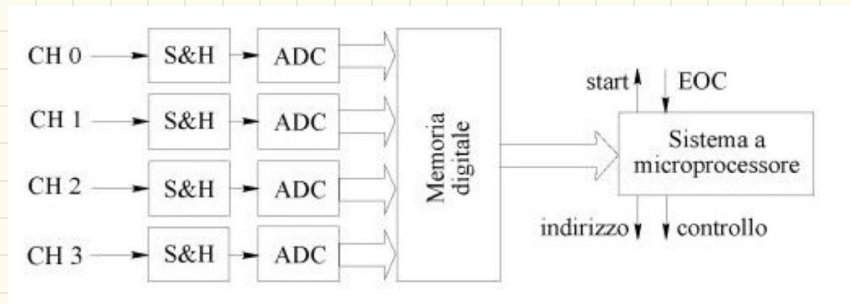 CH 0 S&H ADC
CH 1 S&H ADC
CH 2 S&H ADC
CH 3 S&H ADC
Memoria
digitale
start EOC
Sistema a
microprocessore
indirizzo controllo